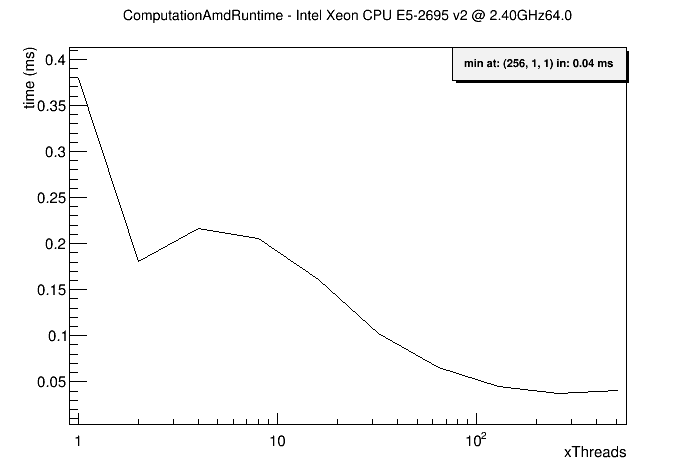 ComputationAmdRuntime - Intel Xeon CPU E5-2695 v2 @ 2.40GHz64.0
time (ms)
min at: (256, 1, 1) in: 0.04 ms
0.4
0.35
0.3
0.25
0.2
0.15
0.1
0.05
1
10
10²
xThreads